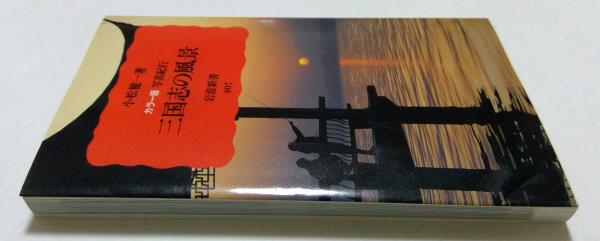 小松健一著
カラー版 写真紀行
三国志の風景
岩波新書
407